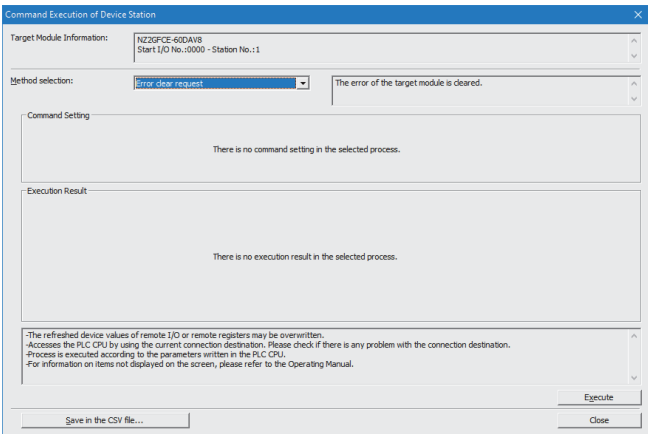 Command Execution of Device Station
Target Module Information:
NZ2GFCE-60DAV8
Start I/O No.:0000 - Station No.:1
Method selection:
Error clear request
The error of the target module is cleared.
Command Setting
There is no command setting in the selected process.
Execution Result
There is no execution result in the selected process.
-The refreshed device values of remote I/O or remote registers may be overwritten.
-Accesses the PLC CPU by using the current connection destination. Please check if there is any problem with the connection destination.
-Process is executed according to the parameters written in the PLC CPU.
-For information on items not displayed on the screen, please refer to the Operating Manual.
Execute
Save in the CSV file...
Close